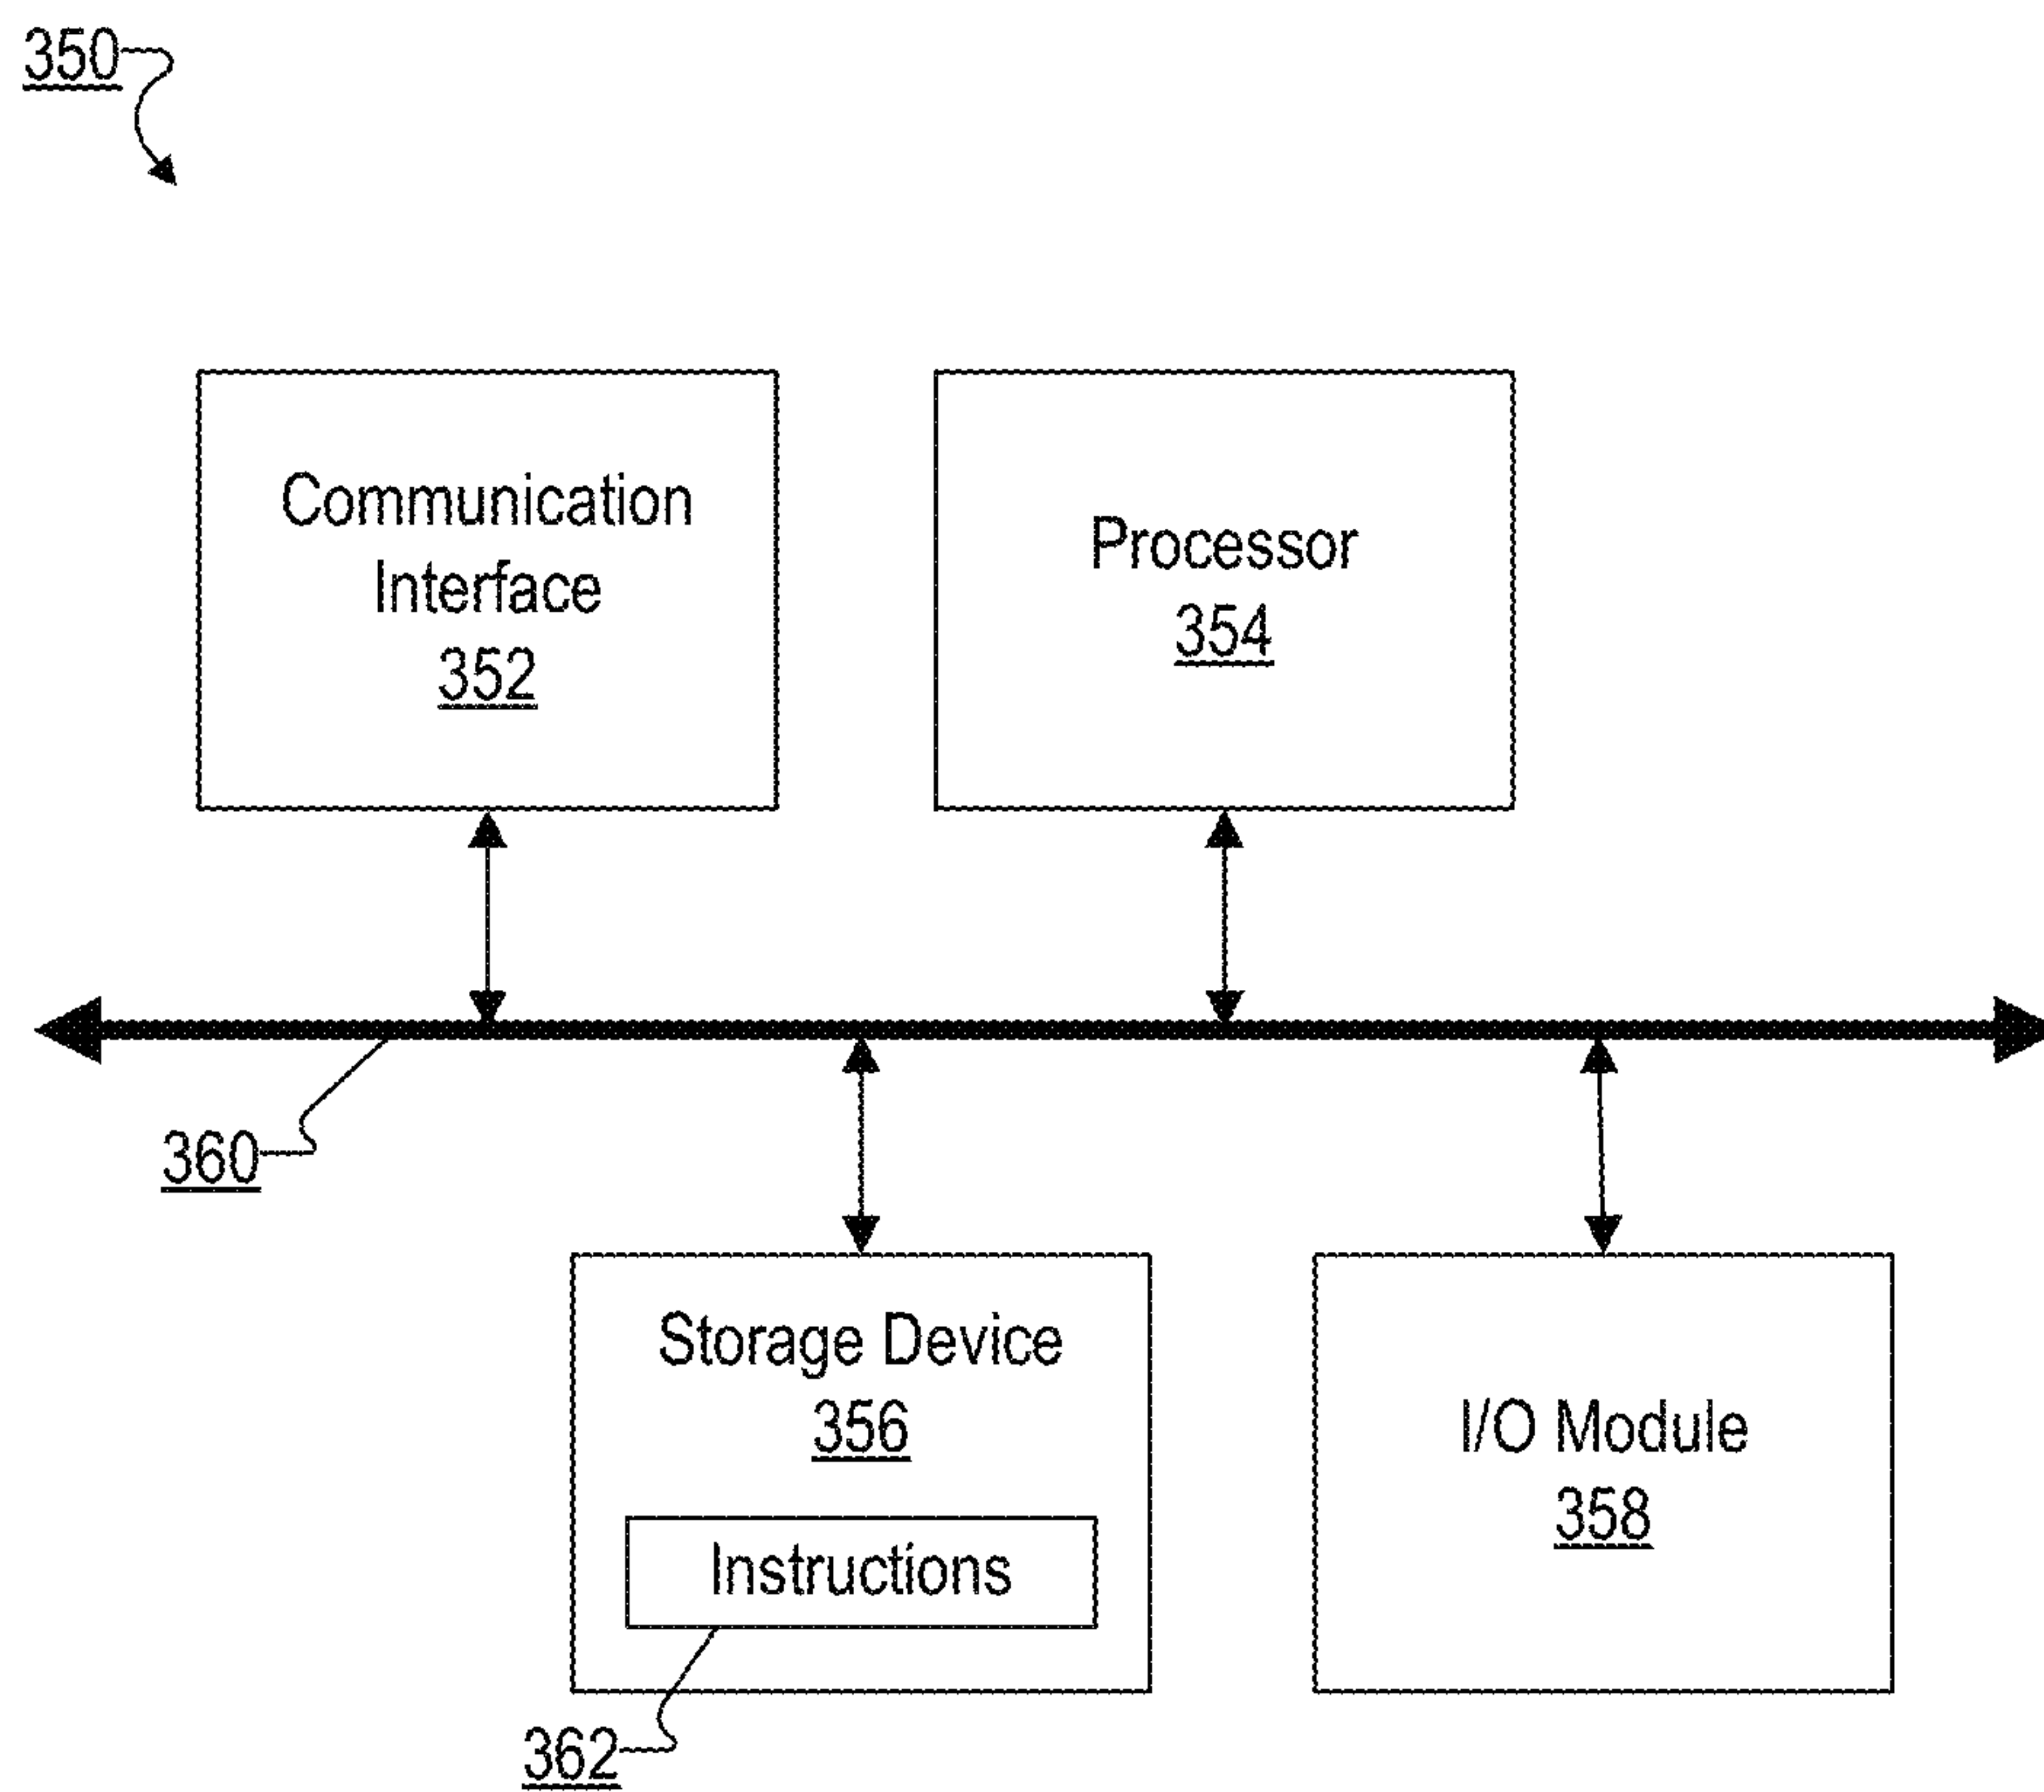 350
Communication
Interface
352
Processor
354
360
Storage Device
356
Instructions
362
I/O Module
358